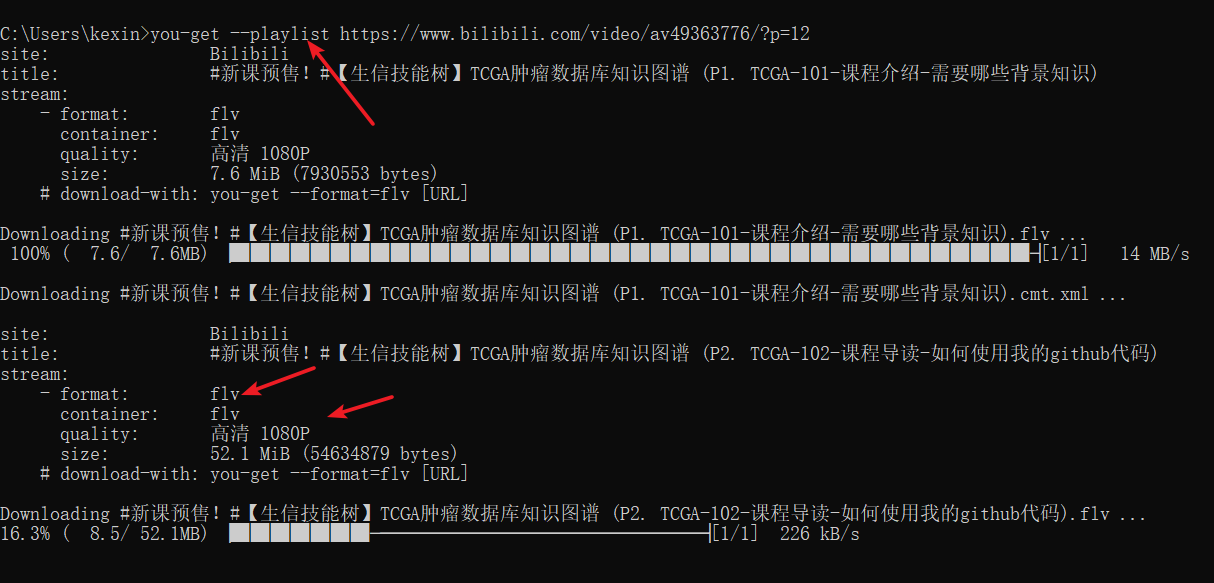 C:\Users\kexin>you-get --playlist https://www.bilibili.com/video/av49363776/?p=12
site: Bilibili
title: #新课预售！#【生信技能树】TCGA肿瘤数据库知识图谱 (P1. TCGA-101-课程介绍-需要哪些背景知识)
stream:
- format: flv
container: flv
quality: 高清 1080P
size: 7.6 MiB (7930553 bytes)
# download-with: you-get --format=flv [URL]
Downloading #新课预售！#【生信技能树】TCGA肿瘤数据库知识图谱 (P1. TCGA-101-课程介绍-需要哪些背景知识).flv ...
100% ( 7.6/ 7.6MB) [1/1] 14 MB/s
Downloading #新课预售！#【生信技能树】TCGA肿瘤数据库知识图谱 (P1. TCGA-101-课程介绍-需要哪些背景知识).cmt.xml ...
site: Bilibili
title: #新课预售！#【生信技能树】TCGA肿瘤数据库知识图谱 (P2. TCGA-102-课程导读-如何使用我的github代码)
stream:
- format: flv
container: flv
quality: 高清 1080P
size: 52.1 MiB (54634879 bytes)
# download-with: you-get --format=flv [URL]
Downloading #新课预售！#【生信技能树】TCGA肿瘤数据库知识图谱 (P2. TCGA-102-课程导读-如何使用我的github代码).flv ...
16.3% ( 8.5/ 52.1MB) [1/1] 226 kB/s